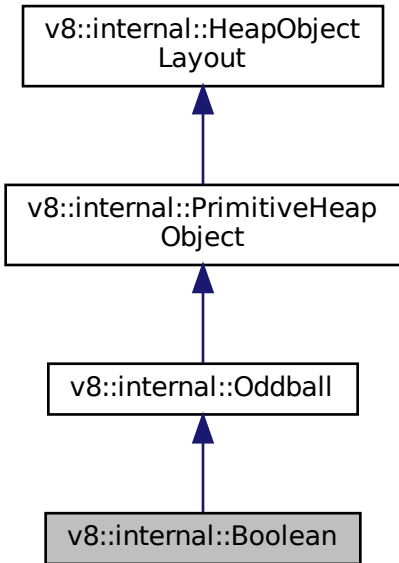 v8::internal::HeapObject
Layout
v8::internal::PrimitiveHeap
Object
v8::internal::Oddball
v8::internal::Boolean